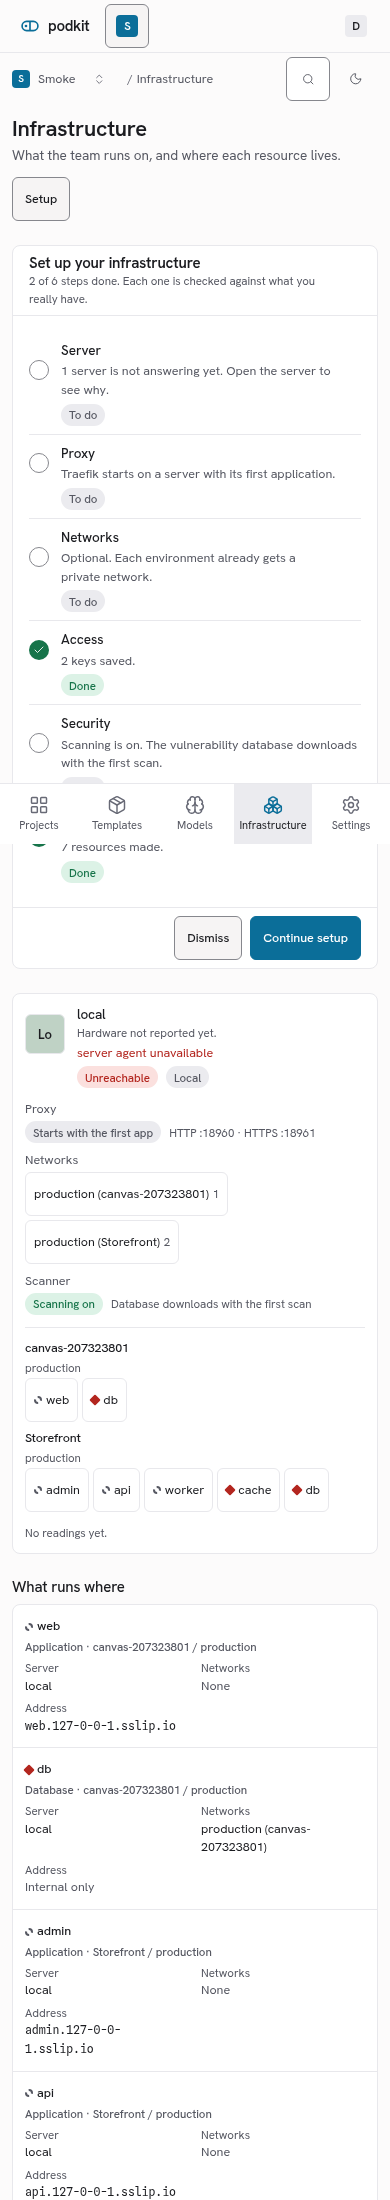 podkit
S
D
S
Smoke
/ Infrastructure
Infrastructure
What the team runs on, and where each resource lives.
Setup
Set up your infrastructure
2 of 6 steps done. Each one is checked against what you
really have.
Server
1 server is not answering yet. Open the server to
see why.
To do
Proxy
Traefik starts on a server with its first application.
To do
Networks
Optional. Each environment already gets a
private network.
To do
Access
2 keys saved.
Done
Security
Scanning is on. The vulnerability database downloads
with the first scan.
Projects
Templates
Models
Infrastructure
Settings
7 resources made.
Done
Dismiss
Continue setup
Lo
local
Hardware not reported yet.
server agent unavailable
Unreachable
Local
Proxy
Starts with the first app
HTTP :18960 · HTTPS :18961
Networks
production (canvas-207323801) 1
production (Storefront) 2
Scanner
Scanning on
Database downloads with the first scan
canvas-207323801
production
web
db
Storefront
production
admin
api
worker
cache
db
No readings yet.
What runs where
web
Application · canvas-207323801 / production
Server
Networks
local
None
Address
web.127-0-0-1.sslip.io
db
Database · canvas-207323801 / production
Server
Networks
local
production (canvas-
207323801)
Address
Internal only
admin
Application · Storefront / production
Server
Networks
local
None
Address
admin.127-0-0-
1.sslip.io
api
Application · Storefront / production
Server
Networks
local
None
Address
api.127-0-0-1.sslip.io